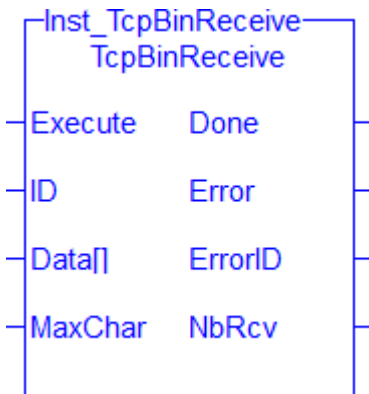 Inst_TcpBinReceive
TcpBinReceive
Execute Done
ID Error
Data[] ErrorID
MaxChar NbRcv